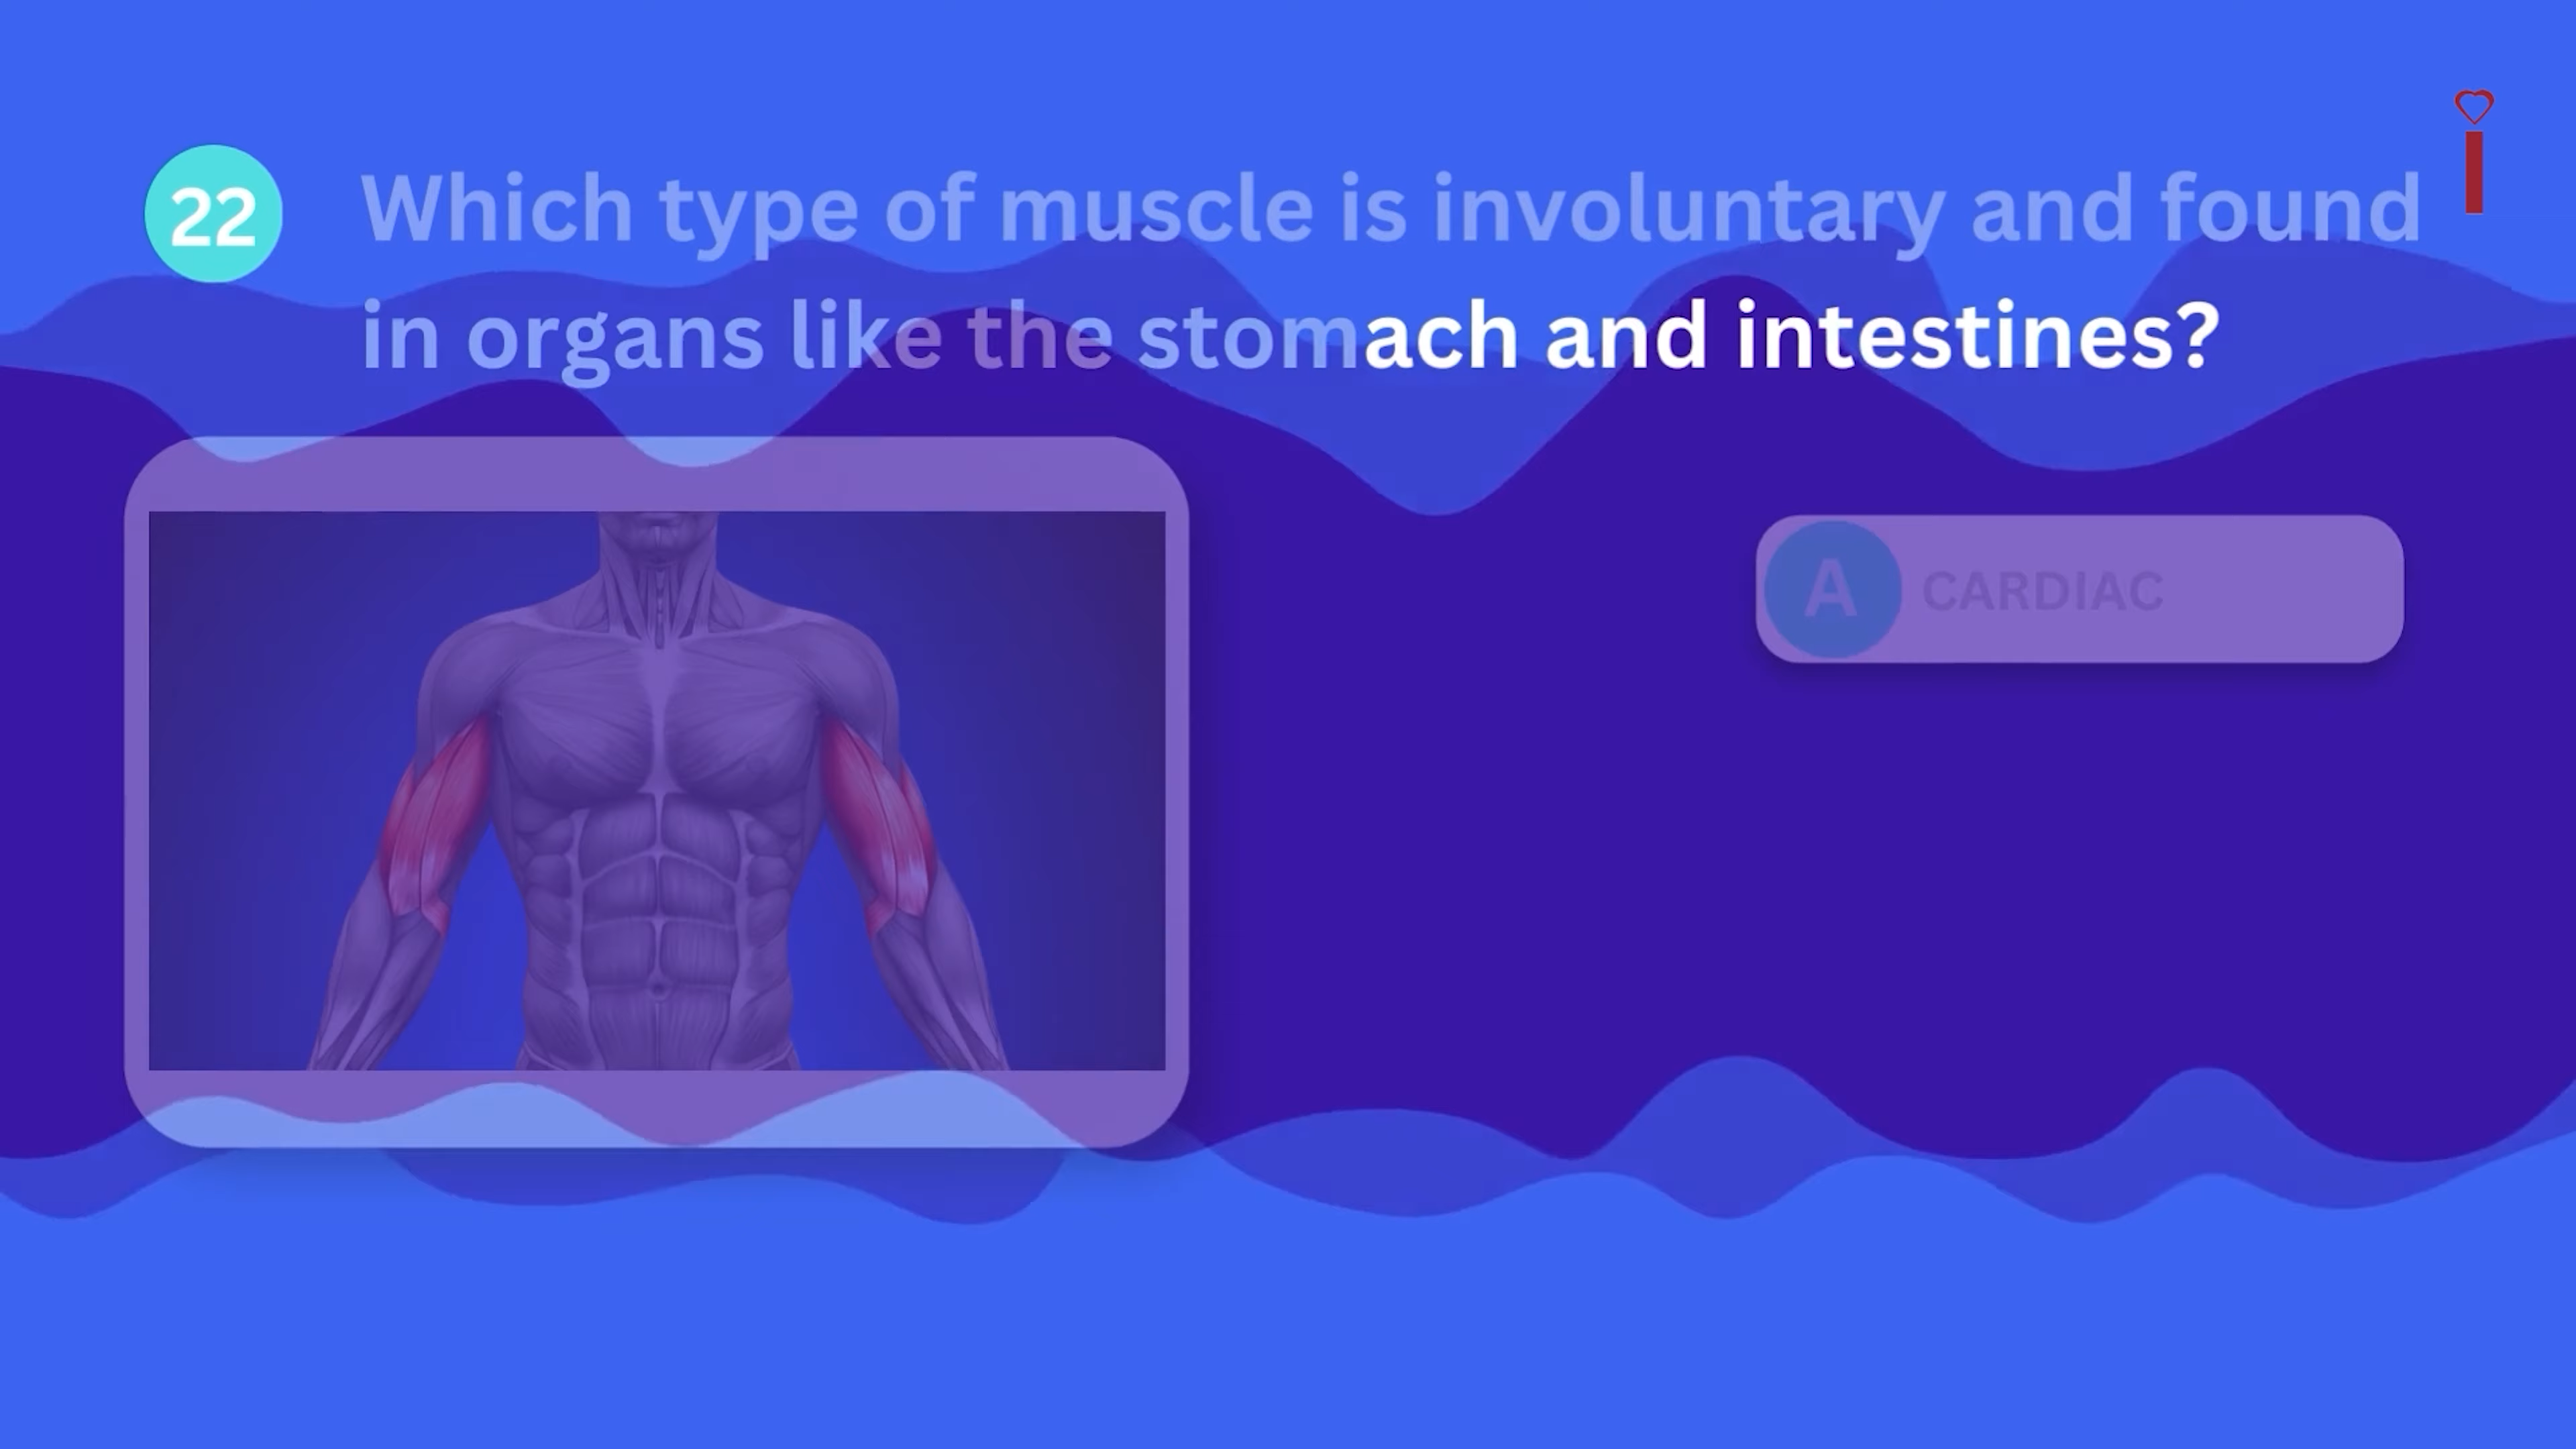 22
Which type of muscle is involuntary and found
in organs like the stomach and intestines?
A CARDIAC